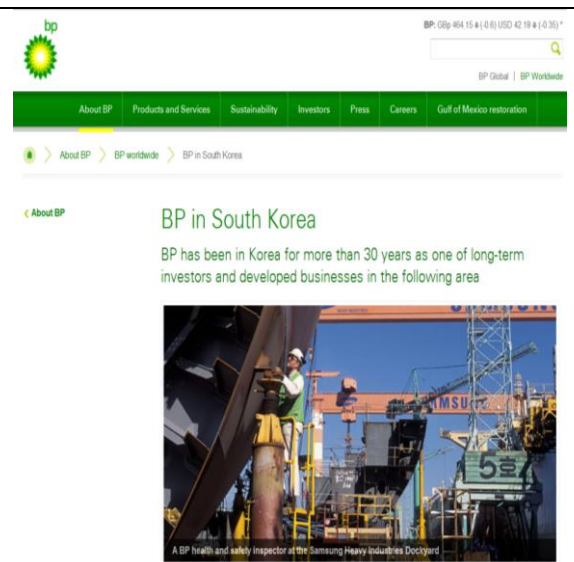 bp
BP: GBp 464.15 (-0.6) USD 42.19 (-0.35) *
BP Global | BP Worldwide
About BP Products and Services Sustainability Investors Press Careers Gulf of Mexico restoration
About BP BP worldwide BP in South Korea
About BP
BP in South Korea
BP has been in Korea for more than 30 years as one of long-term
investors and developed businesses in the following area
SAMSUNG
SAMSU
5호
A BP health and safety inspector at the Samsung Heavy Industries Dockyard